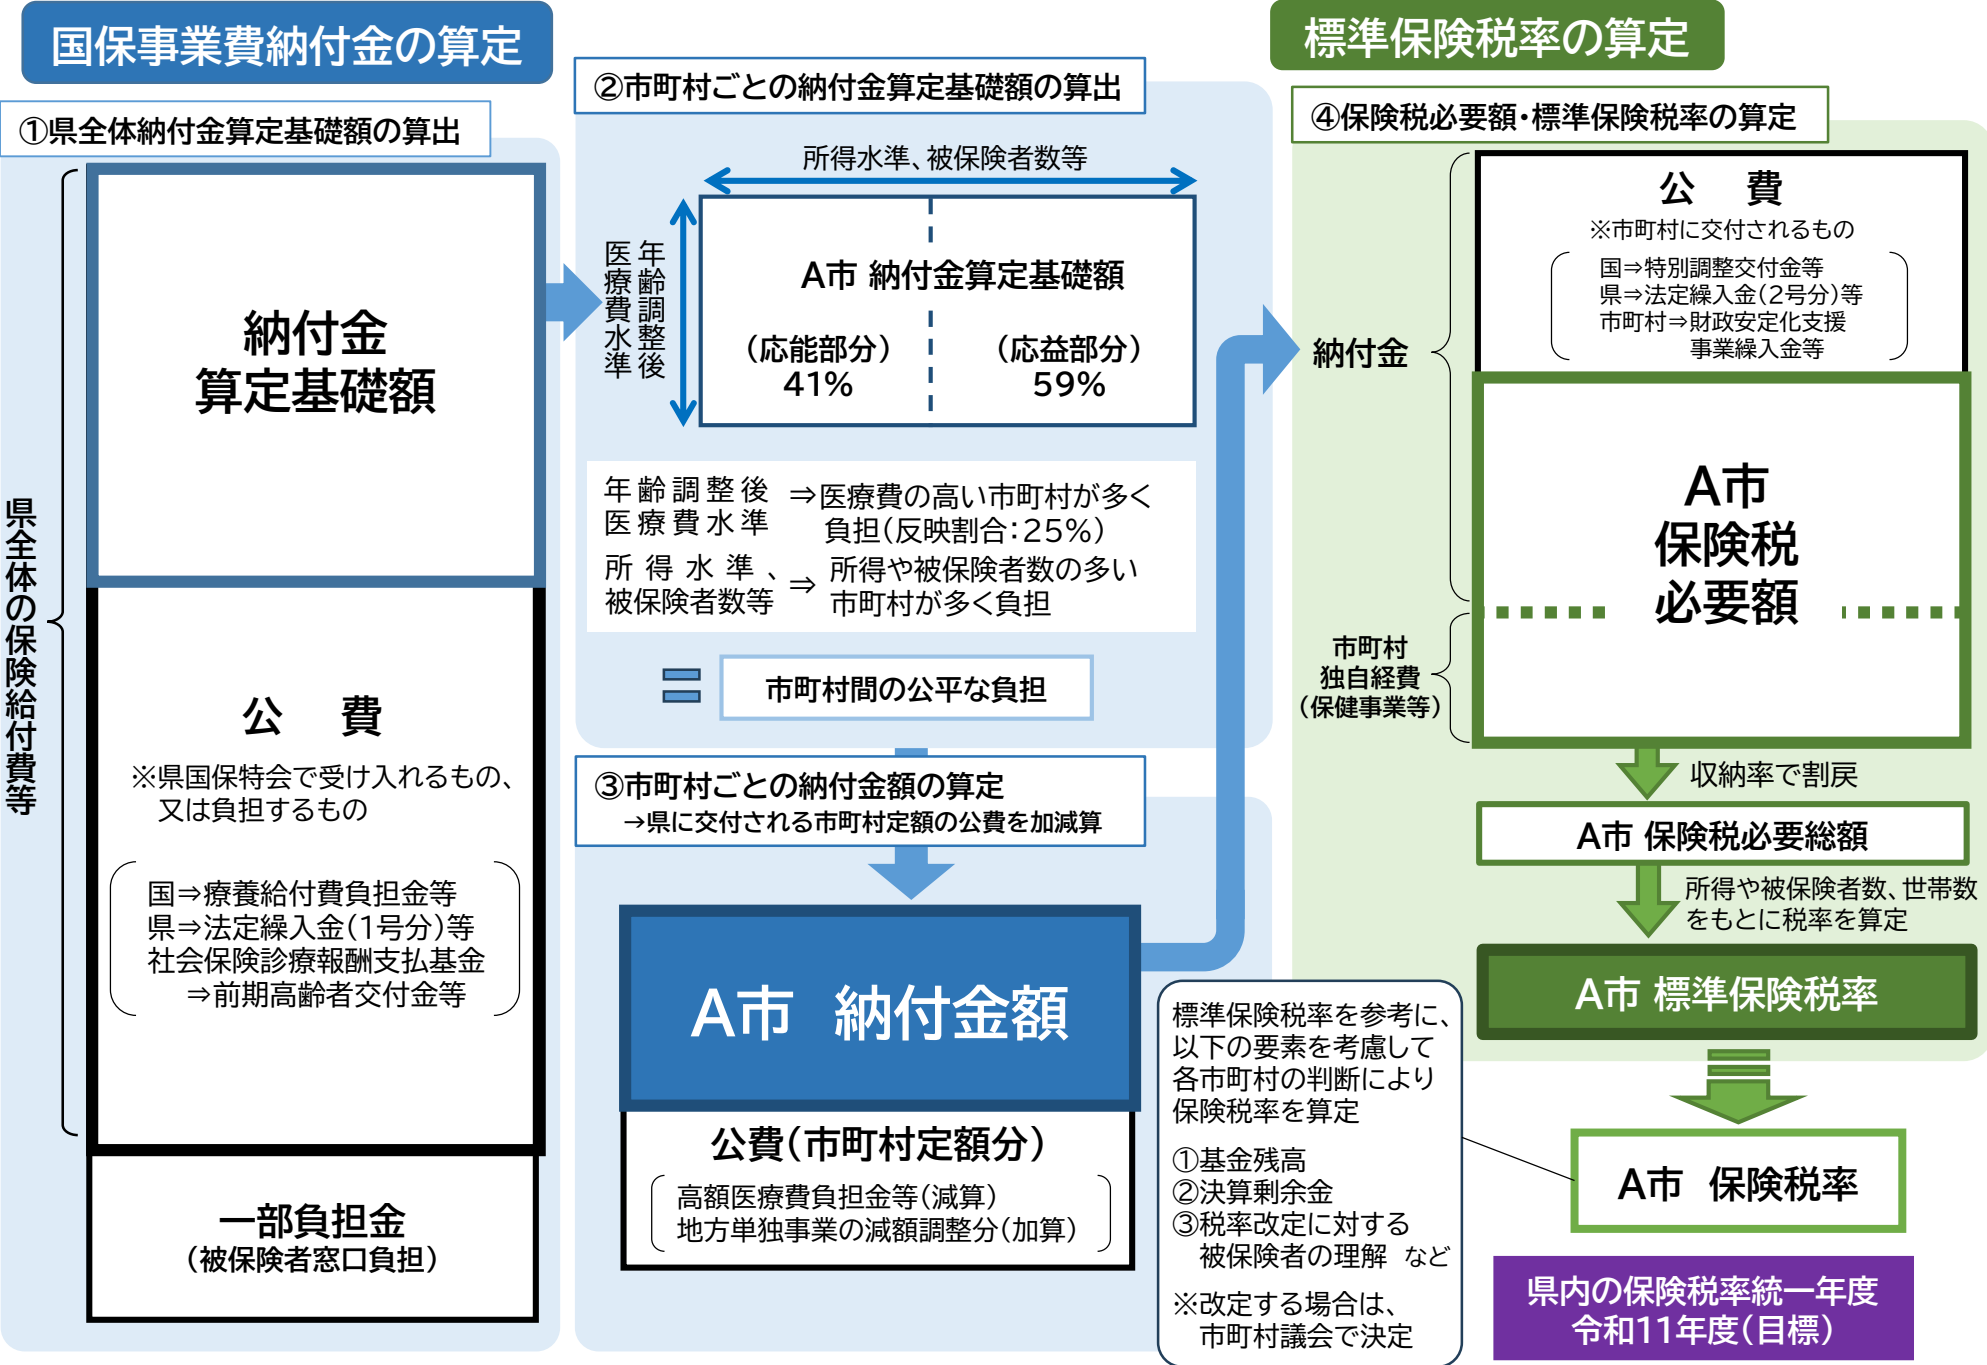 国保事業費納付金の算定
①県全体納付金算定基礎額の算出
県全体の保険給付費等
納付金
算定基礎額
公　費
※県国保特会で受け入れるもの、
又は負担するもの
国⇒療養給付費負担金等
県⇒法定繰入金（1号分）等
社会保険診療報酬支払基金
⇒前期高齢者交付金等
一部負担金
（被保険者窓口負担）
②市町村ごとの納付金算定基礎額の算出
所得水準、被保険者数等
年齢調整後
医療費水準
A市 納付金算定基礎額
（応能部分）
41%
（応益部分）
59%
年齢調整後
医療費水準
⇒医療費の高い市町村が多く
負担（反映割合：25%）
所得水準、
被保険者数等
⇒ 所得や被保険者数の多い
市町村が多く負担
市町村間の公平な負担
③市町村ごとの納付金額の算定
→県に交付される市町村定額の公費を加減算
A市　納付金額
公費（市町村定額分）
高額医療費負担金等（減算）
地方単独事業の減額調整分（加算）
標準保険税率の算定
④保険税必要額・標準保険税率の算定
納付金
公　費
※市町村に交付されるもの
国⇒特別調整交付金等
県⇒法定繰入金（2号分）等
市町村⇒財政安定化支援
事業繰入金等
A市
保険税
必要額
市町村
独自経費
（保健事業等）
収納率で割戻
A市 保険税必要総額
所得や被保険者数、世帯数
をもとに税率を算定
A市 標準保険税率
標準保険税率を参考に、
以下の要素を考慮して
各市町村の判断により
保険税率を算定
①基金残高
②決算剰余金
③税率改定に対する
被保険者の理解　など
※改定する場合は、
市町村議会で決定
A市　保険税率
県内の保険税率統一年度
令和11年度（目標）